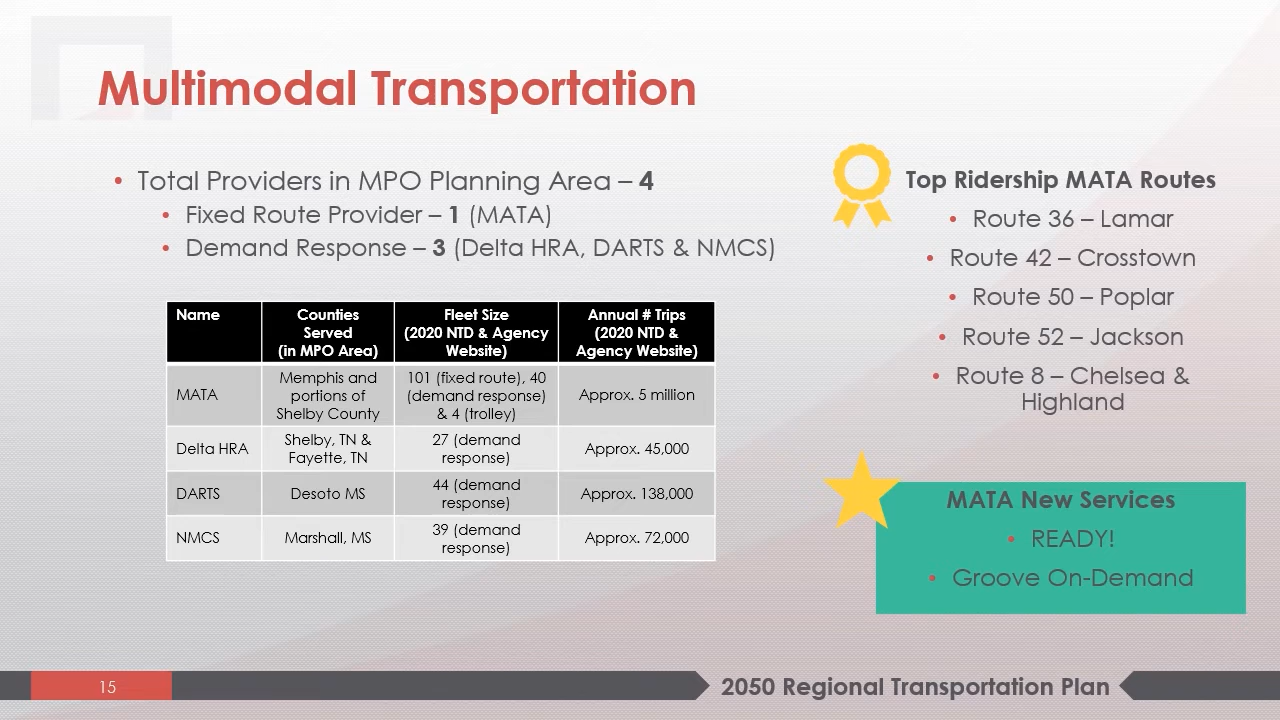 Multimodal Transportation
• Total Providers in MPO Planning Area – 4
• Fixed Route Provider – 1 (MATA)
• Demand Response – 3 (Delta HRA, DARTS & NMCS)
Name
Counties
Served
(in MPO Area)
Fleet Size
(2020 NTD & Agency
Website)
Annual # Trips
(2020 NTD &
Agency Website)
MATA
Memphis and
portions of
Shelby County
101 (fixed route), 40
(demand response)
& 4 (trolley)
Approx. 5 million
Delta HRA
Shelby, TN &
Fayette, TN
27 (demand
response)
Approx. 45,000
DARTS
Desoto MS
44 (demand
response)
Approx. 138,000
NMCS
Marshall, MS
39 (demand
response)
Approx. 72,000
Top Ridership MATA Routes
• Route 36 – Lamar
• Route 42 – Crosstown
• Route 50 – Poplar
• Route 52 – Jackson
• Route 8 – Chelsea &
Highland
MATA New Services
• READY!
• Groove On-Demand
15
2050 Regional Transportation Plan